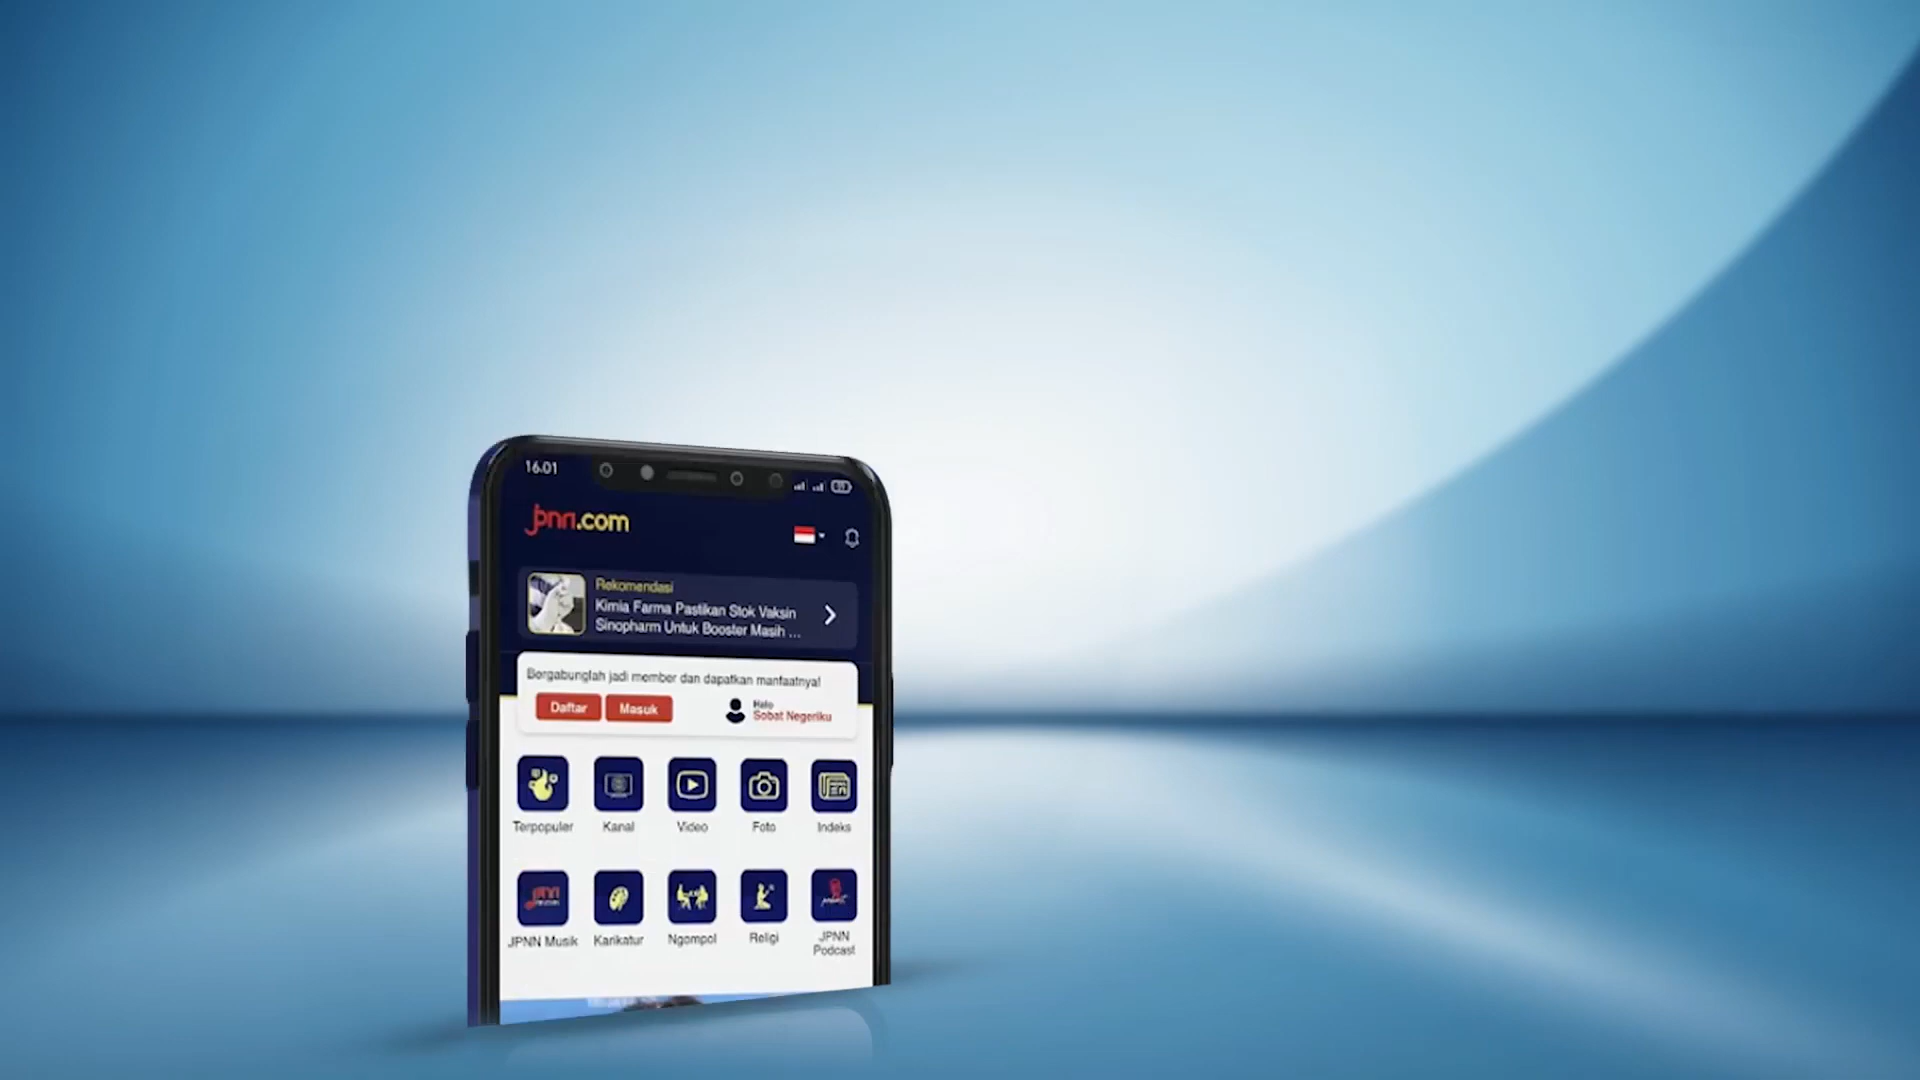 16.01
jpnn.com
Rekomendasi
Kimia Farma Pastikan Stok Vaksin
Sinopharm Untuk Booster Masih ...
Bergabunglah jadi member dan dapatkan manfaatnya!
Daftar
Masuk
Halo
Sobat Negeriku
Terpopuler
Kanal
Video
Foto
Indeks
JPNN Musik
Karikatur
Ngompol
Religi
JPNN
Podcast